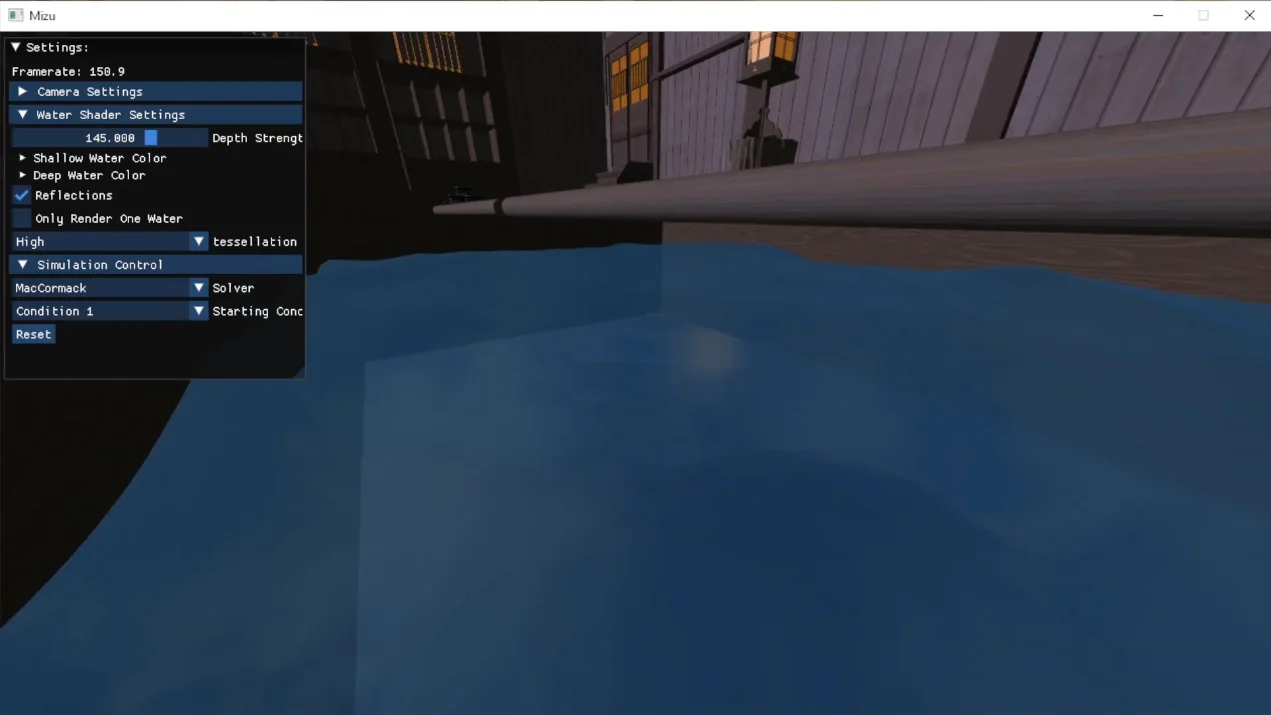 Mizu
Settings:
Framerate: 150.9
Camera Settings
Water Shader Settings
145.000 Depth Strengt
Shallow Water Color
Deep Water Color
Reflections
Only Render One Water
High tessellation
Simulation Control
MacCormack Solver
Condition 1 Starting Conc
Reset